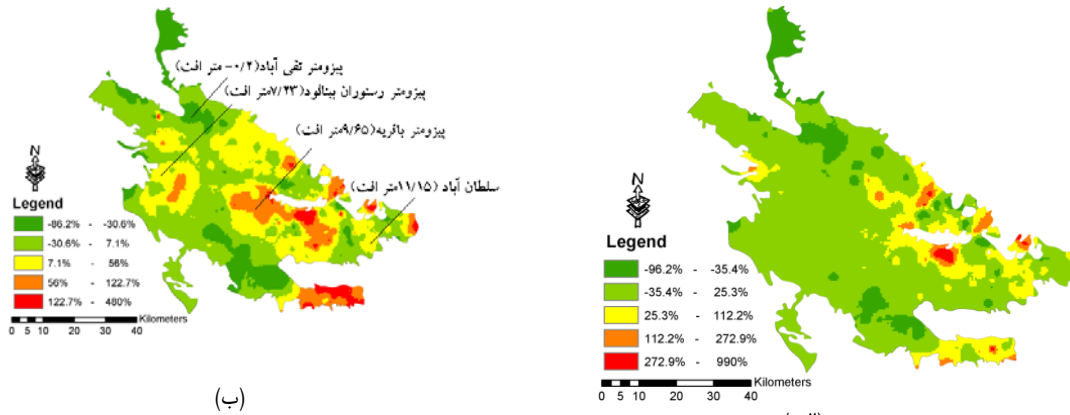 پیزومتر تقی آباد(۰/۲- متر افت)
پیزومتر رستوران بینالود(۷/۲۳متر افت)
پیزومتر باقریه(۹/۶۵متر افت)
سلطان آباد (۱۱/۱۵متر افت)
N
Legend
-86.2% - -30.6%
-30.6% - 7.1%
7.1% - 56%
56% - 122.7%
122.7% - 480%
Kilometers
0 5 10 20 30 40
(ب)
N
Legend
-96.2% - -35.4%
-35.4% - 25.3%
25.3% - 112.2%
112.2% - 272.9%
272.9% - 990%
Kilometers
0 5 10 20 30 40